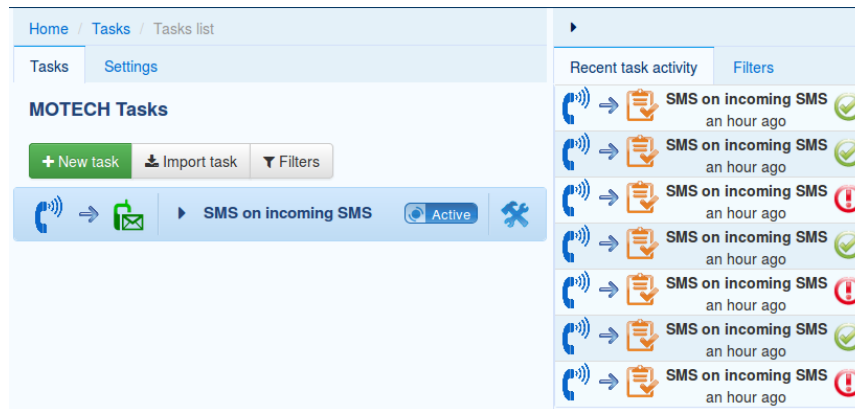 Home / Tasks / Tasks list
Tasks Settings
MOTECH Tasks
New task Import task Filters
SMS on incoming SMS Active
Recent task activity Filters
SMS on incoming SMS
an hour ago
SMS on incoming SMS
an hour ago
SMS on incoming SMS
an hour ago
SMS on incoming SMS
an hour ago
SMS on incoming SMS
an hour ago
SMS on incoming SMS
an hour ago
SMS on incoming SMS
an hour ago